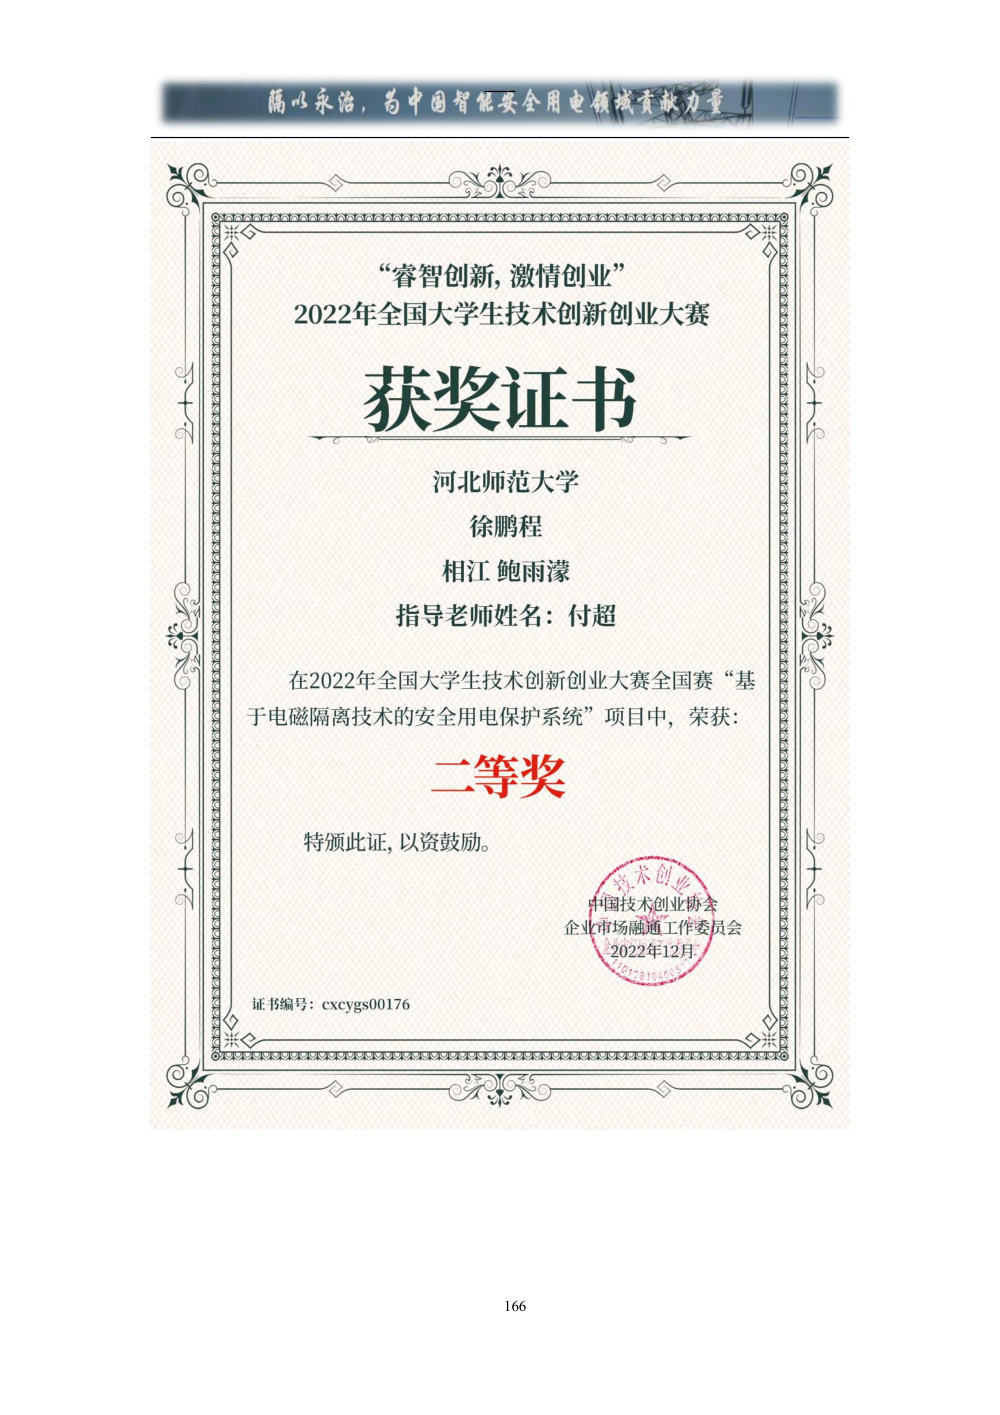 隔以永治，为中国智能安全用电领域贡献力量
“睿智创新, 激情创业”
2022年全国大学生技术创新创业大赛
获奖证书
河北师范大学
徐鹏程
相江 鲍雨濛
指导老师姓名：付超
在2022年全国大学生技术创新创业大赛全国赛“基
于电磁隔离技术的安全用电保护系统”项目中，荣获：
二等奖
特颁此证, 以资鼓励。
中国技术创业协会
企业市场融通工作委员会
2022年12月
证书编号：cxcygs00176
166